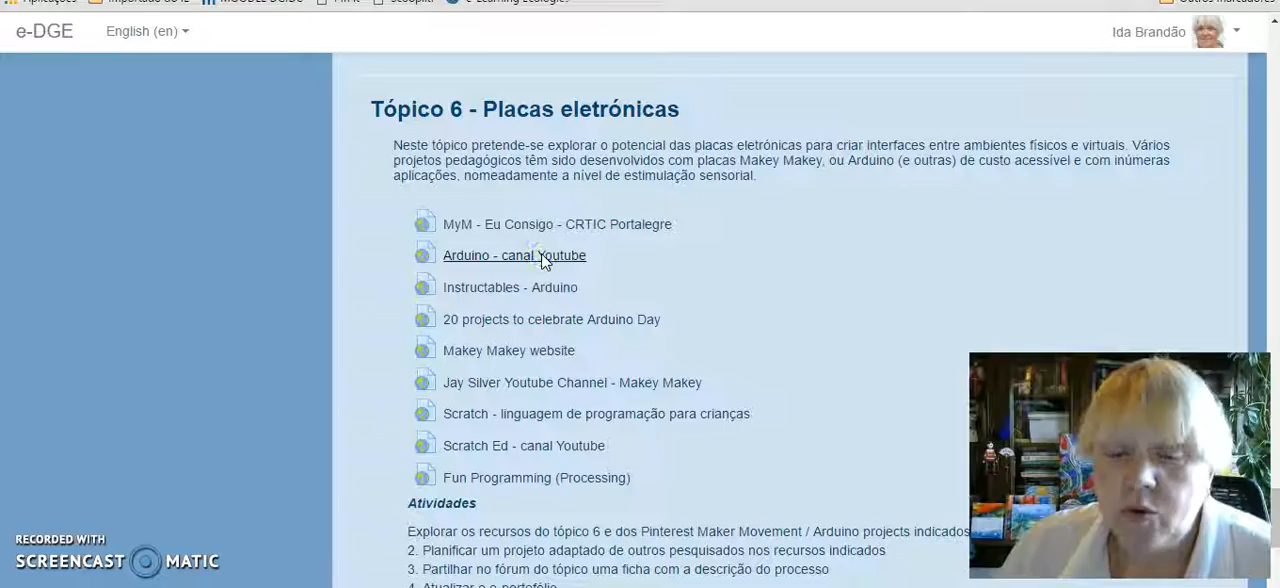 e-DGE
English (en)
Ida Brandão
Tópico 6 - Placas eletrónicas
Neste tópico pretende-se explorar o potencial das placas eletrónicas para criar interfaces entre ambientes físicos e virtuais. Vários
projetos pedagógicos têm sido desenvolvidos com placas Makey Makey, ou Arduino (e outras) de custo acessível e com inúmeras
aplicações, nomeadamente a nível de estimulação sensorial.
MyM - Eu Consigo - CRTIC Portalegre
Arduino - canal Youtube
Instructables - Arduino
20 projects to celebrate Arduino Day
Makey Makey website
Jay Silver Youtube Channel - Makey Makey
Scratch - linguagem de programação para crianças
Scratch Ed - canal Youtube
Fun Programming (Processing)
Atividades
Explorar os recursos do tópico 6 e dos Pinterest Maker Movement / Arduino projects indicados
2. Planificar um projeto adaptado de outros pesquisados nos recursos indicados
3. Partilhar no fórum do tópico uma ficha com a descrição do processo
4. Atualizar o e-portefólio
RECORDED WITH
SCREENCAST MATIC